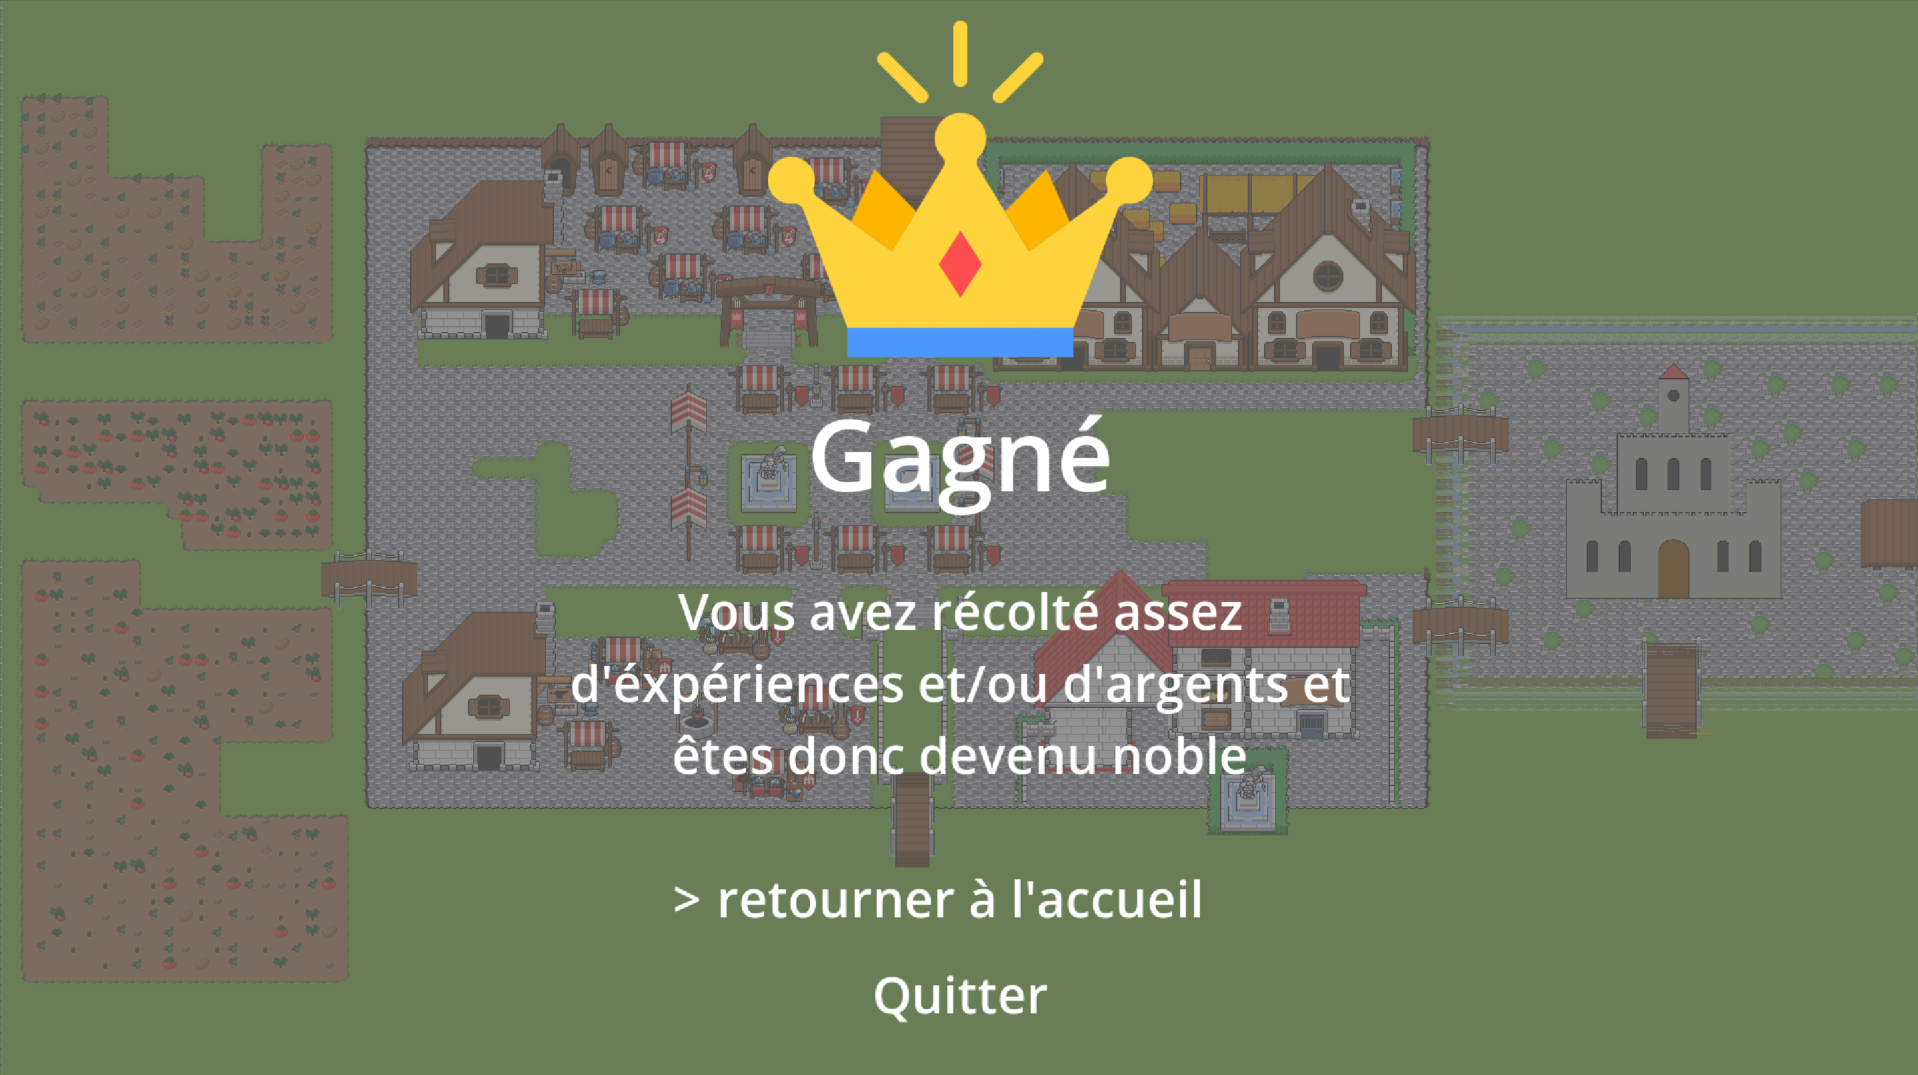 Gagné
Vous avez récolté assez
d'éxpériences et/ou d'argents et
êtes donc devenu noble
> retourner à l'accueil
Quitter